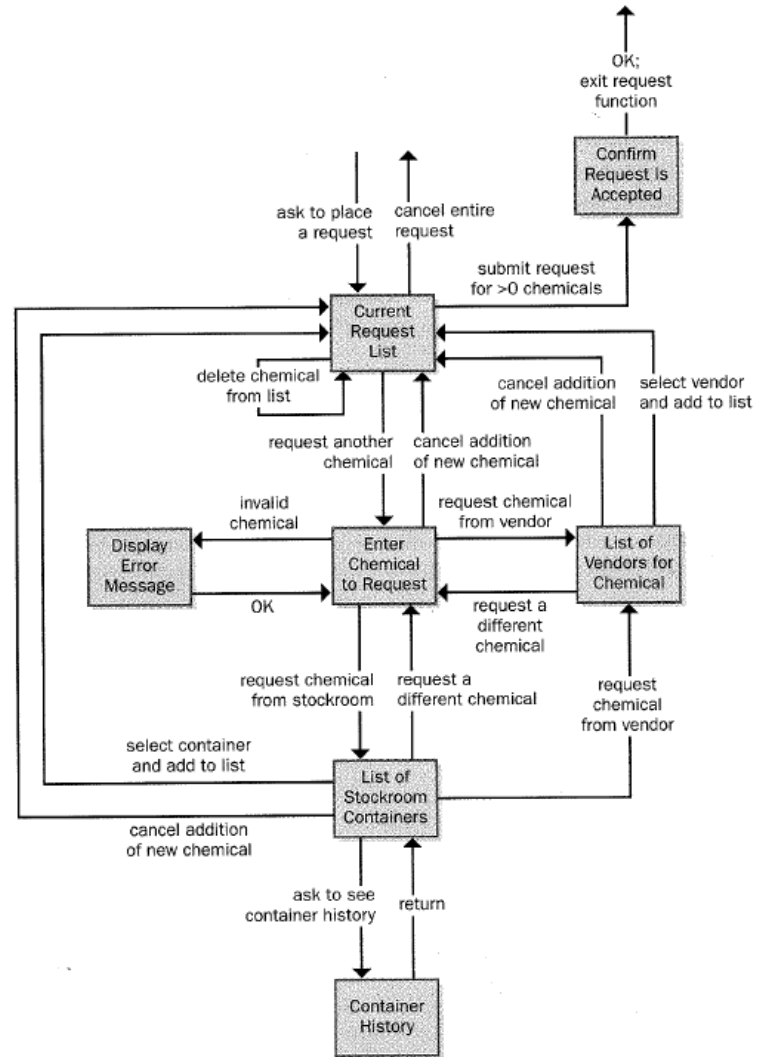 OK;
exit request
function
Confirm
Request Is
Accepted
ask to place
a request
cancel entire
request
submit request
for >0 chemicals
Current
Request
List
delete chemical
from list
cancel addition
of new chemical
select vendor
and add to list
request another
chemical
cancel addition
of new chemical
invalid
chemical
request chemical
from vendor
Display
Error
Message
Enter
Chemical
to Request
List of
Vendors for
Chemical
OK
request a
different
chemical
request chemical
from stockroom
request a
different chemical
request
chemical
from vendor
select container
and add to list
List of
Stockroom
Containers
cancel addition
of new chemical
ask to see
container history
return
Container
History